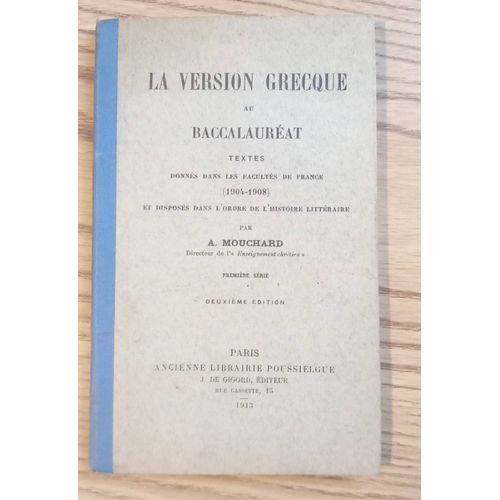 LA VERSION GRECQUE
AU
BACCALAURÉAT
TEXTES
DONNÉS DANS LES FACULTÉS DE FRANCE
(1904-1908)
ET DISPOSÉS DANS L'ORDRE DE L'HISTOIRE LITTÉRAIRE
PAR
A. MOUCHARD
Directeur de l'« Enseignement chrétien »
PREMIÈRE SÉRIE
DEUXIÈME ÉDITION
PARIS
ANCIENNE LIBRAIRIE POUSSIELGUE
J. DE GIGORD, ÉDITEUR
RUE CASSETTE, 15
1913